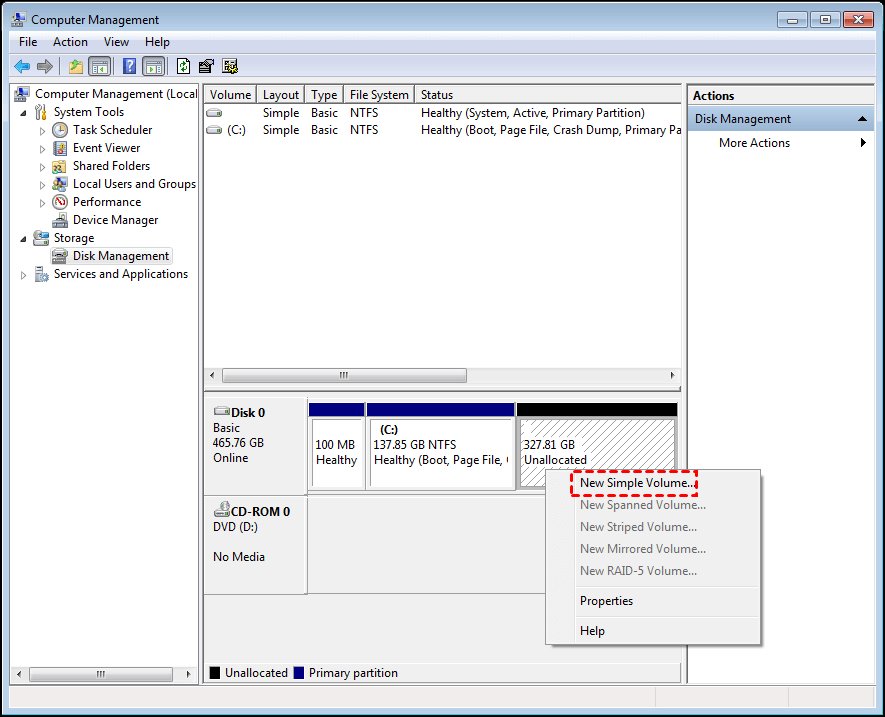 Computer Management
File Action View Help
Computer Management (Local
System Tools
Task Scheduler
Event Viewer
Shared Folders
Local Users and Groups
Performance
Device Manager
Storage
Disk Management
Services and Applications
Volume Layout Type File System Status
Simple Basic NTFS Healthy (System, Active, Primary Partition)
(C:) Simple Basic NTFS Healthy (Boot, Page File, Crash Dump, Primary Pa
Actions
Disk Management
More Actions
Disk 0
Basic
465.76 GB
Online
100 MB
Healthy
(C:)
137.85 GB NTFS
Healthy (Boot, Page File,
327.81 GB
Unallocated
CD-ROM 0
DVD (D:)
No Media
New Simple Volume...
New Spanned Volume...
New Striped Volume...
New Mirrored Volume...
New RAID-5 Volume...
Properties
Help
Unallocated Primary partition